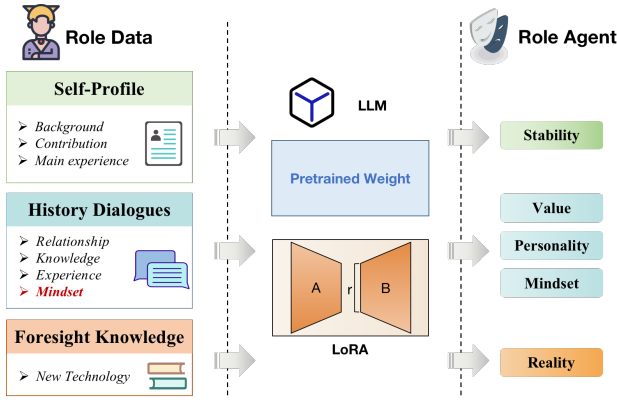 Role Data
Self-Profile
Background
Contribution
Main experience
History Dialogues
Relationship
Knowledge
Experience
Mindset
Foresight Knowledge
New Technology
LLM
Pretrained Weight
A
r
B
LoRA
Role Agent
Stability
Value
Personality
Mindset
Reality